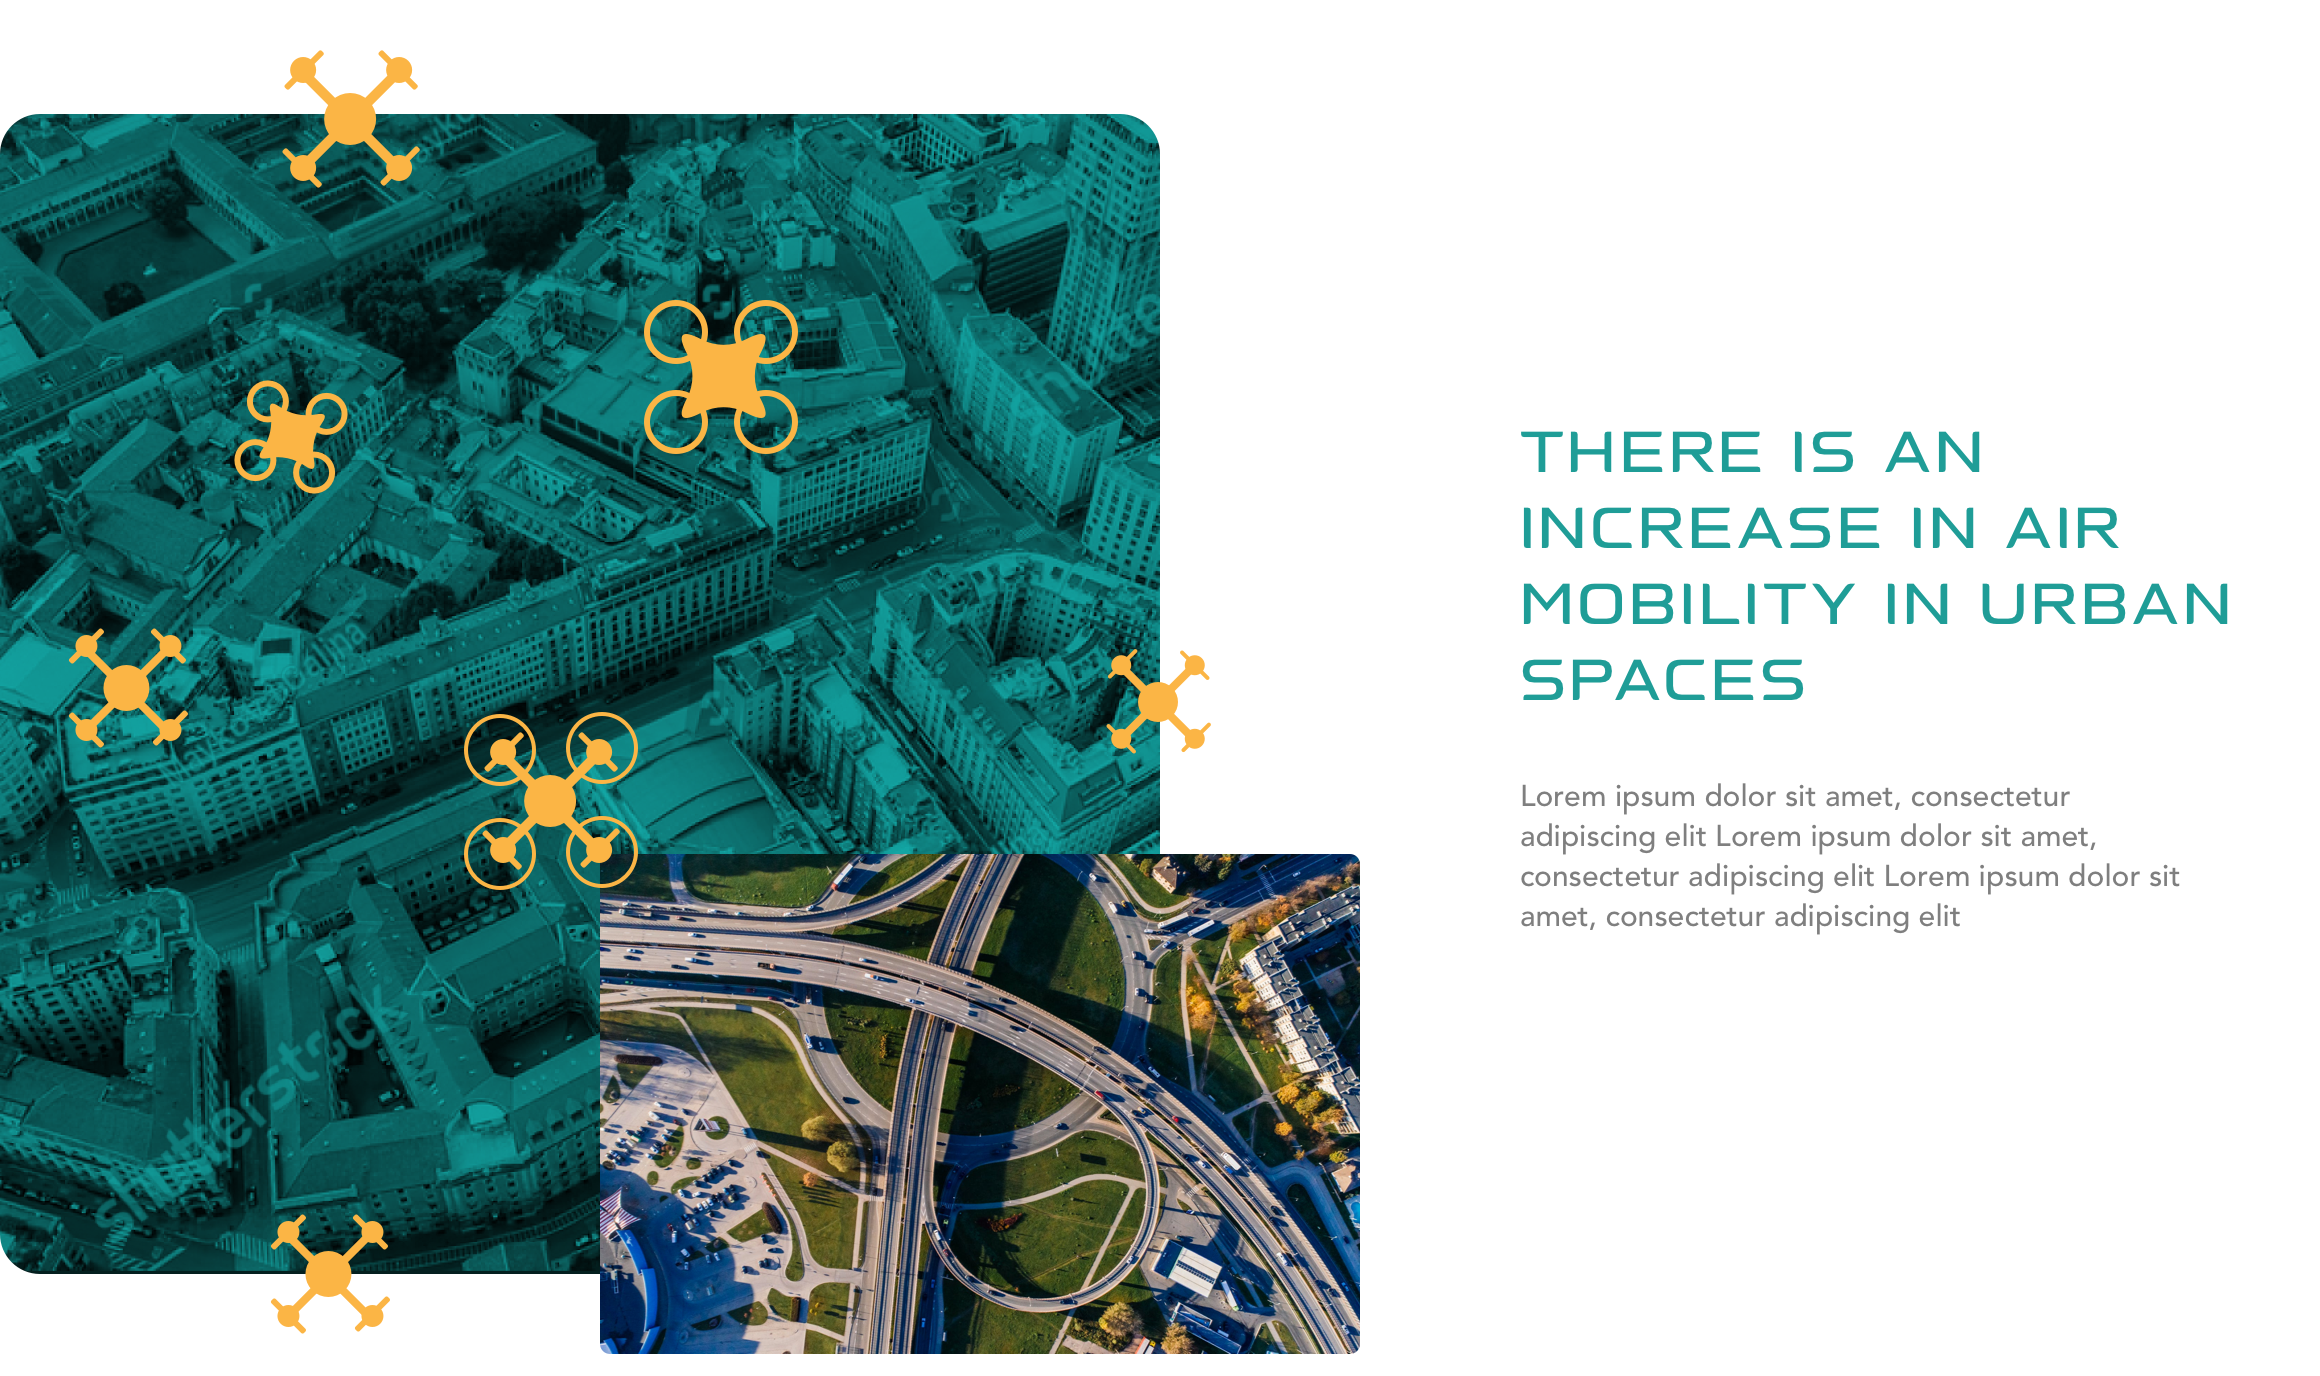 THERE IS AN
INCREASE IN AIR
MOBILITY IN URBAN
SPACES
Lorem ipsum dolor sit amet, consectetur
adipiscing elit Lorem ipsum dolor sit amet,
consectetur adipiscing elit Lorem ipsum dolor sit
amet, consectetur adipiscing elit
shutterstock